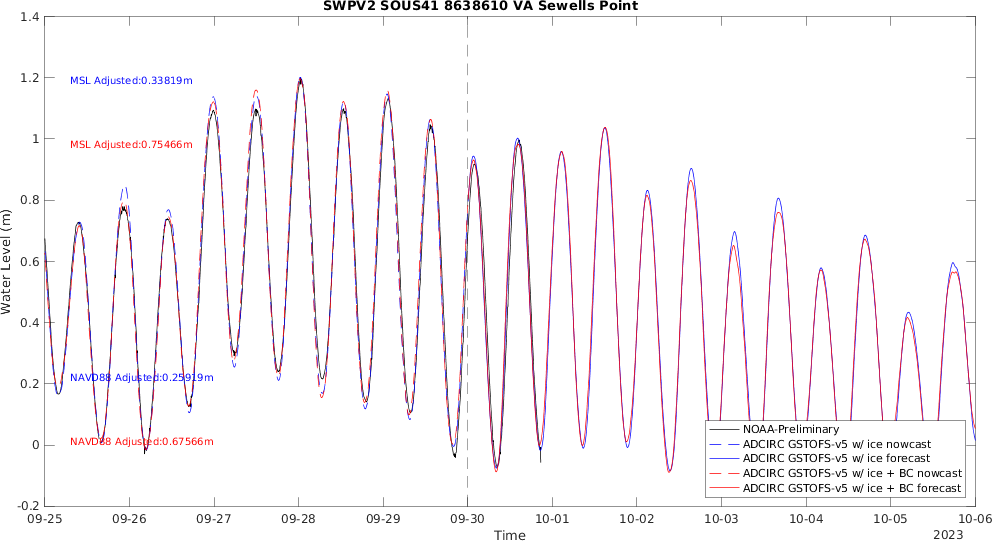 SWPV2 SOUS41 8638610 VA Sewells Point
1.4
1.2
1
0.8
0.6
0.4
0.2
0
-0.2
Water Level (m)
MSL Adjusted:0.33819m
MSL Adjusted:0.75466m
NAVD88 Adjusted:0.25919m
NAVD88 Adjusted:0.67566m
NOAA-Preliminary
ADCIRC GSTOFS-v5 w/ ice nowcast
ADCIRC GSTOFS-v5 w/ ice forecast
ADCIRC GSTOFS-v5 w/ ice + BC nowcast
ADCIRC GSTOFS-v5 w/ ice + BC forecast
09-25 09-26 09-27 09-28 09-29 09-30 10-01 10-02 10-03 10-04 10-05 10-06
Time
2023